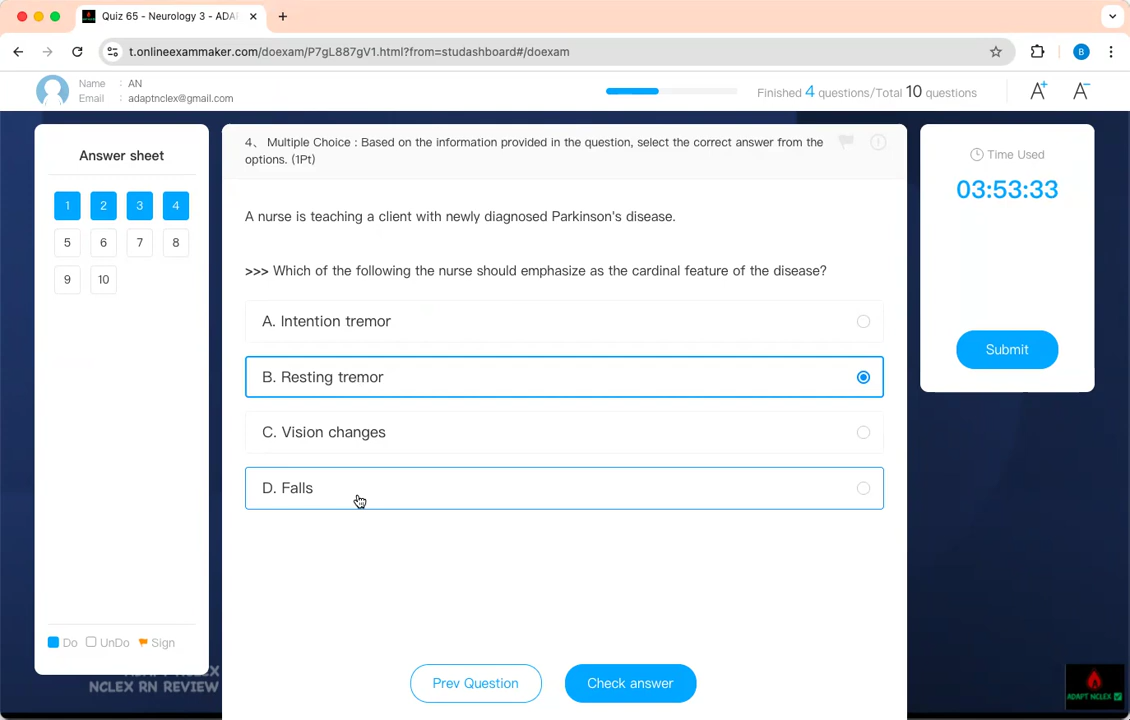 Quiz 65 - Neurology 3 - ADA
t.onlineexammaker.com/doexam/P7gL887gV1.html?from=studashboard#/doexam
B
Name : AN
Email : adaptnclex@gmail.com
Finished 4 questions/Total 10 questions
A+ A-
Answer sheet
1 2 3 4
5 6 7 8
9 10
Do UnDo Sign
NCLEX RN REVIEW
4、 Multiple Choice : Based on the information provided in the question, select the correct answer from the
options. (1Pt)
A nurse is teaching a client with newly diagnosed Parkinson's disease.
>>> Which of the following the nurse should emphasize as the cardinal feature of the disease?
A. Intention tremor
B. Resting tremor
C. Vision changes
D. Falls
Prev Question
Check answer
Time Used
03:53:33
Submit
ADAPT NCLEX